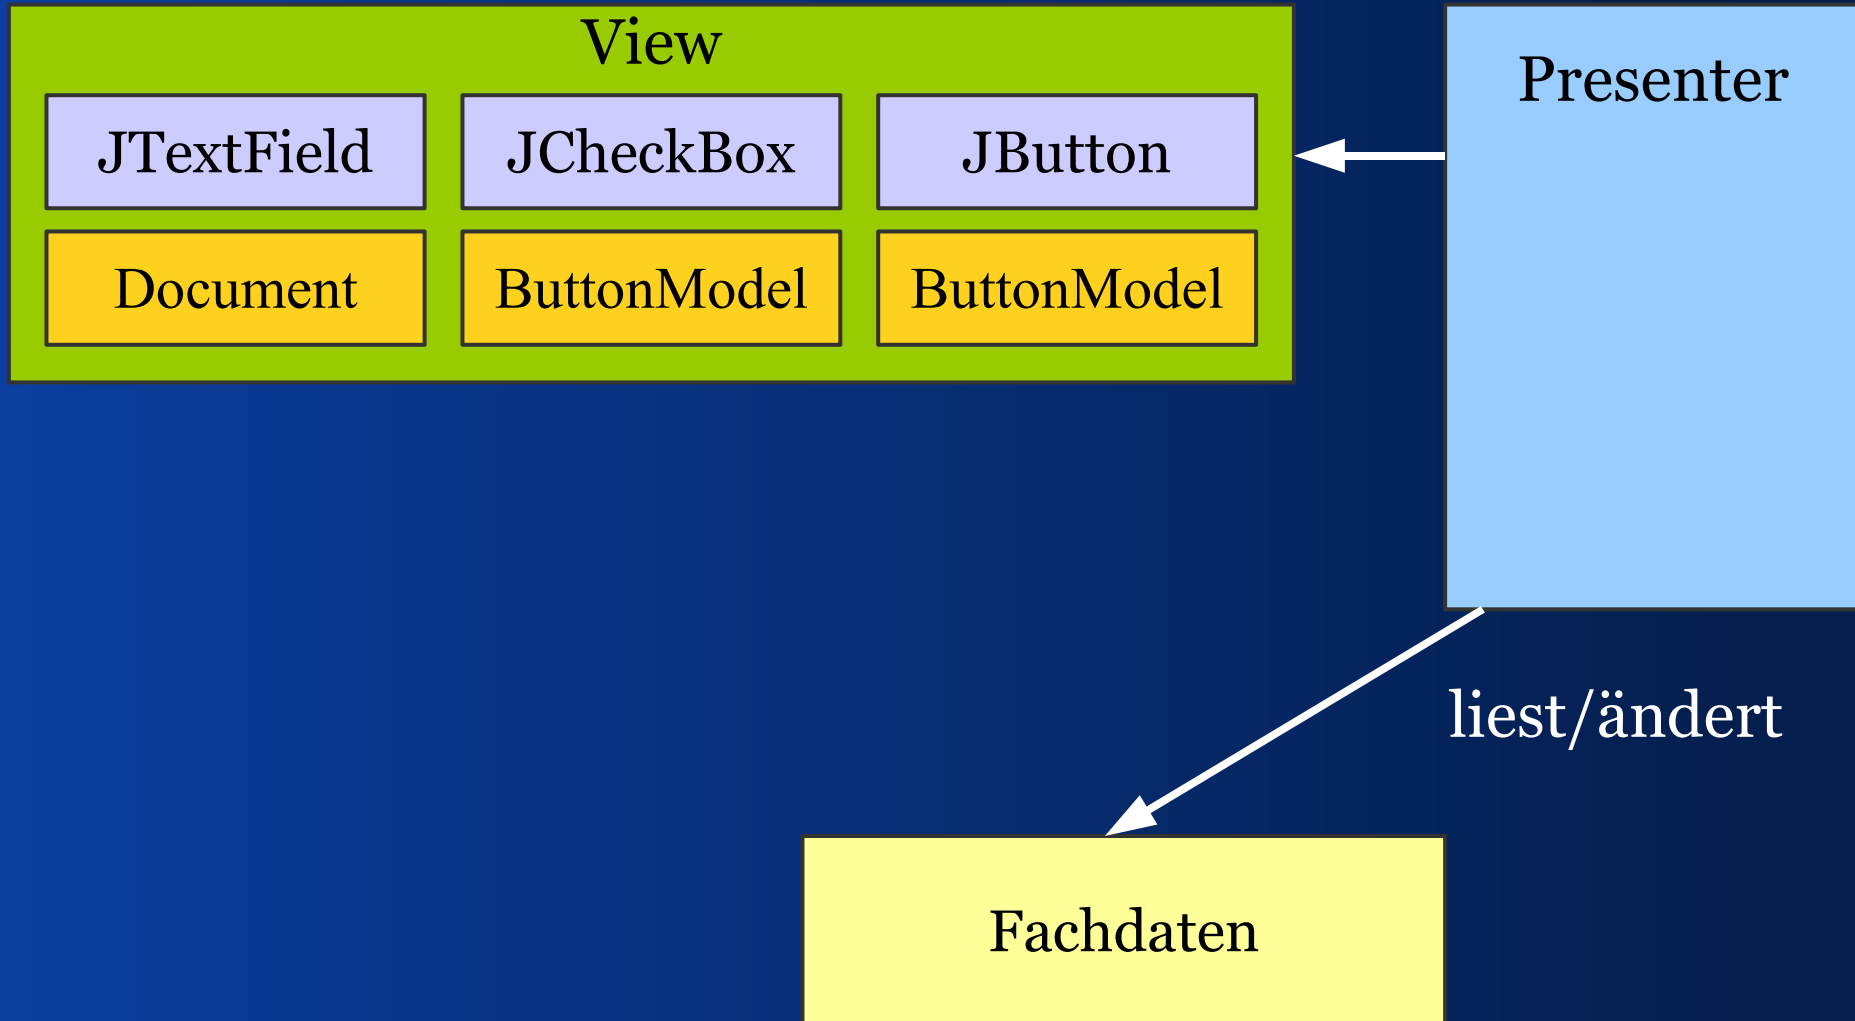 View
Presenter
JTextField
JCheckBox
JButton
Document
ButtonModel
ButtonModel
liest/ändert
Fachdaten